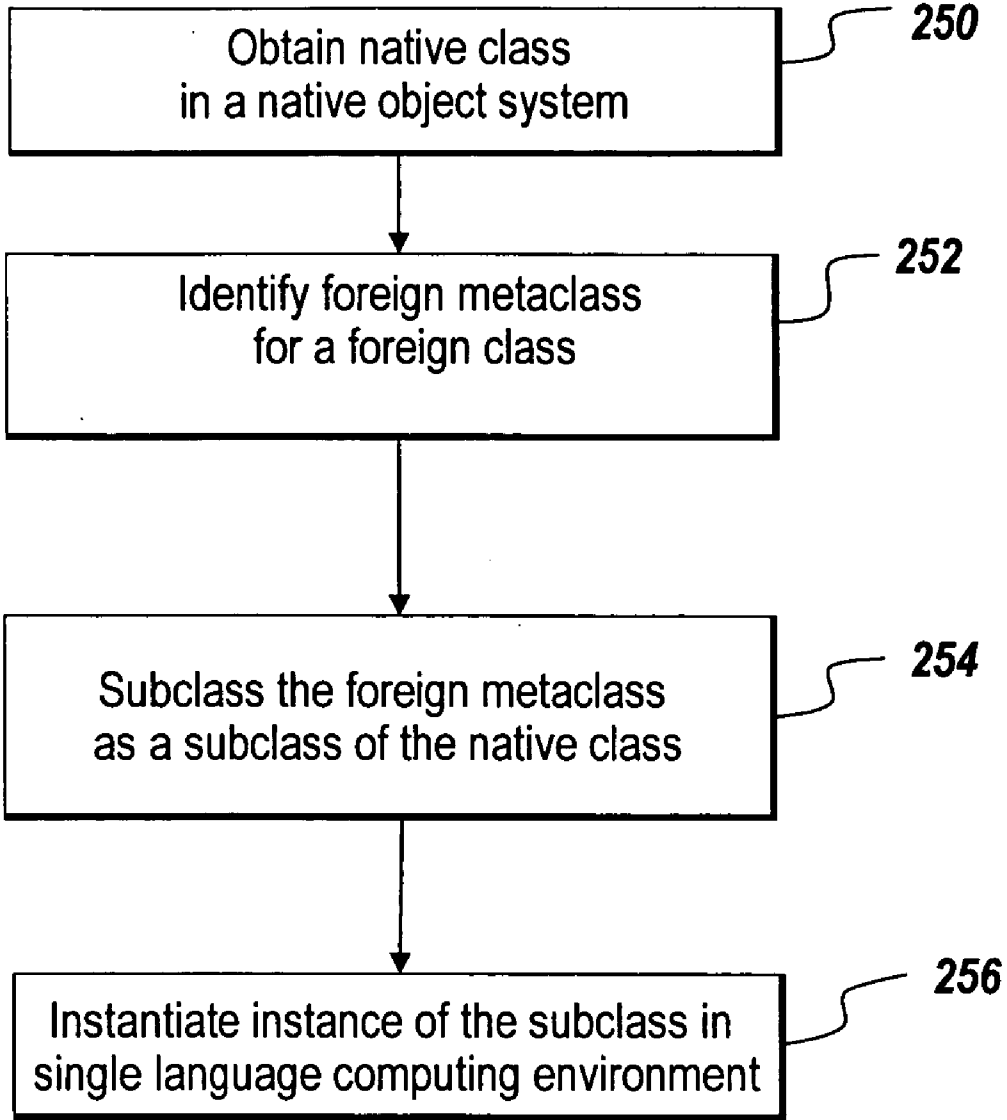 250
Obtain native class
in a native object system
252
Identify foreign metaclass
for a foreign class
254
Subclass the foreign metaclass
as a subclass of the native class
256
Instantiate instance of the subclass in
single language computing environment